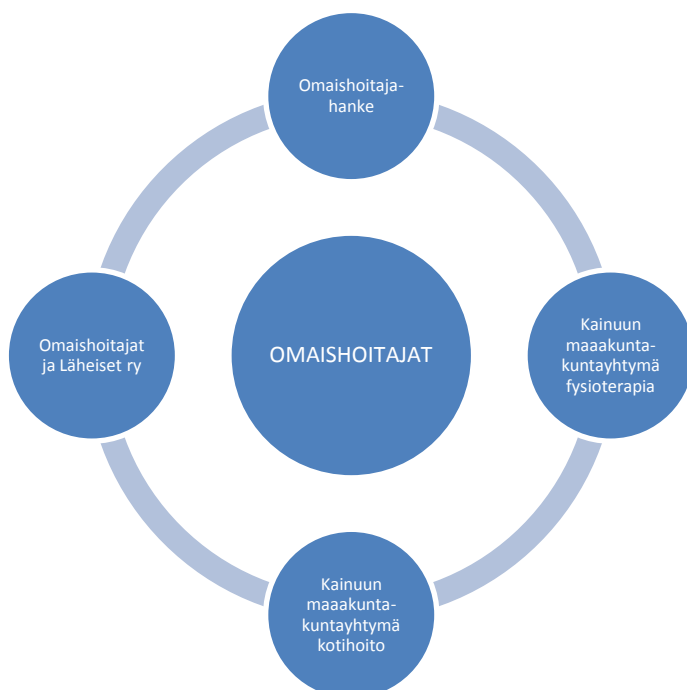 Omaishoitaja-
hanke
Omaishoitajat
ja Läheiset ry
OMAISHOITAJAT
Kainuun
maaakunta-
kuntayhtymä
fysioterapia
Kainuun
maaakunta-
kuntayhtymä
kotihoito